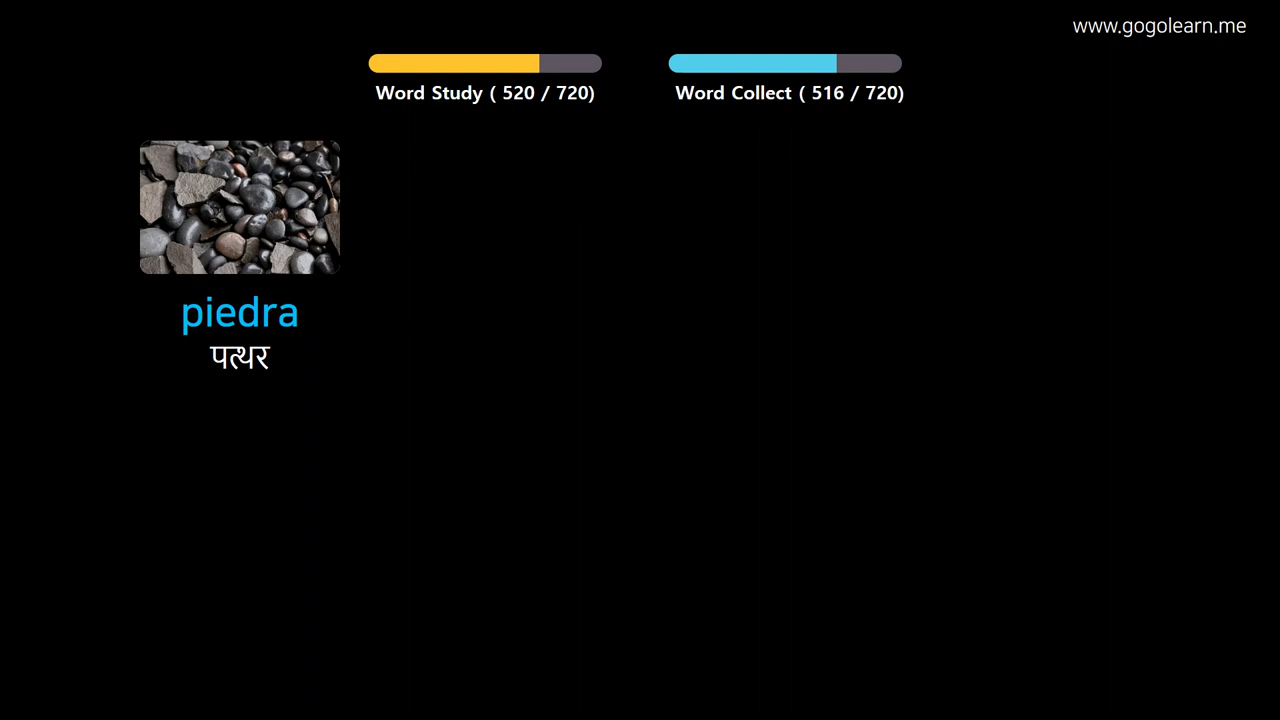 www.gogolearn.me
Word Study ( 520 / 720)
Word Collect ( 516 / 720)
piedra
पत्थर